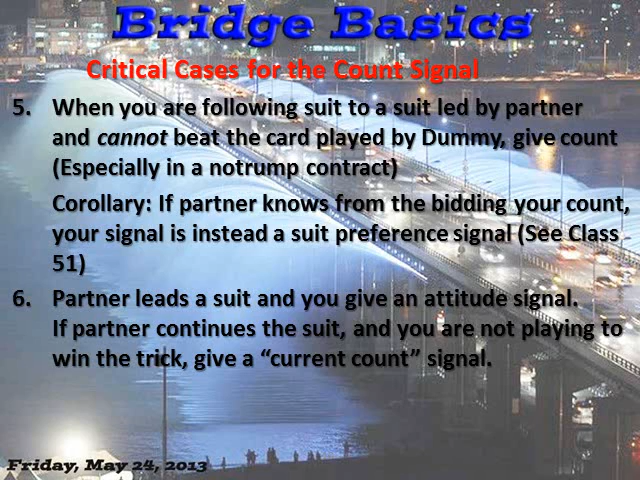 Bridge Basics
Critical Cases for the Count Signal
5. When you are following suit to a suit led by partner
and cannot beat the card played by Dummy, give count
(Especially in a notrump contract)
Corollary: If partner knows from the bidding your count,
your signal is instead a suit preference signal (See Class
51)
6. Partner leads a suit and you give an attitude signal.
If partner continues the suit, and you are not playing to
win the trick, give a “current count” signal.
Friday, May 24, 2013